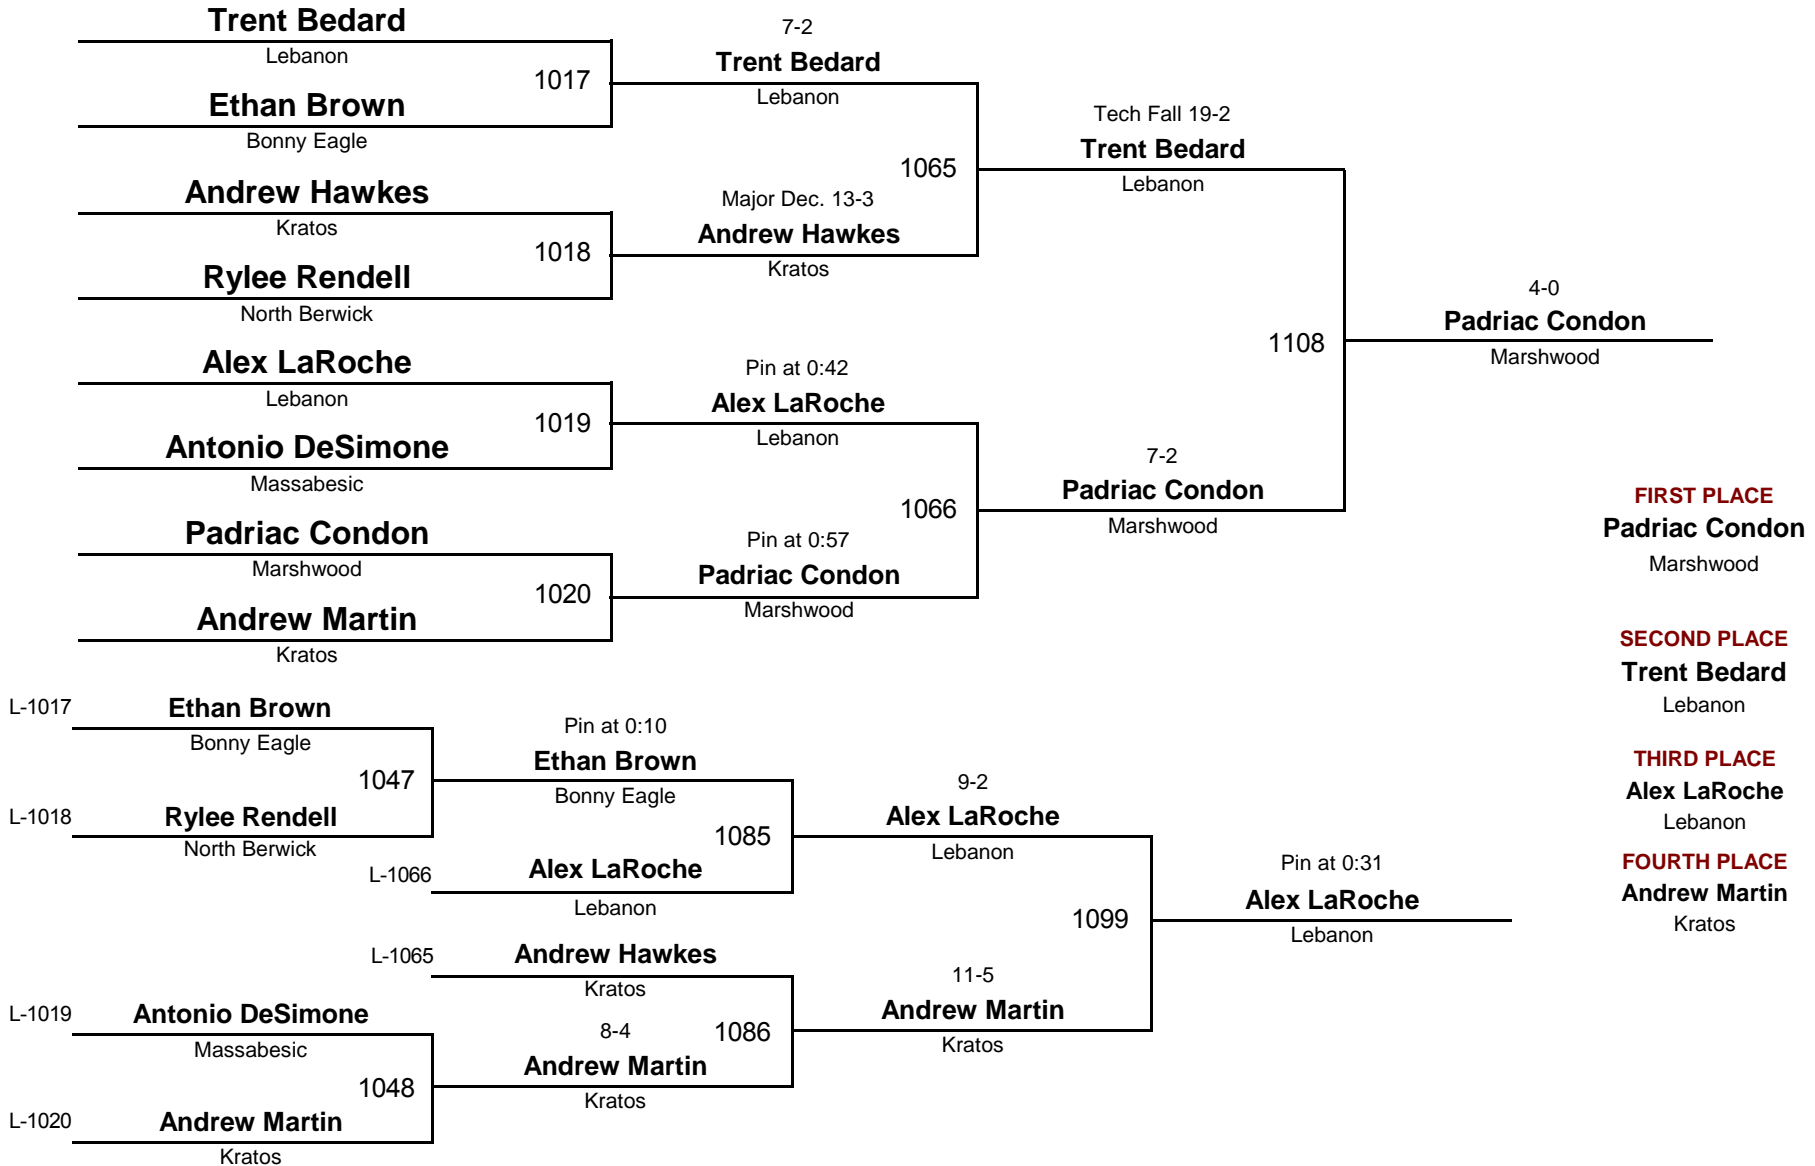 Trent Bedard
Lebanon
1017
Ethan Brown
Bonny Eagle
Andrew Hawkes
Kratos
1018
Rylee Rendell
North Berwick
Alex LaRoche
Lebanon
1019
Antonio DeSimone
Massabesic
Padriac Condon
Marshwood
1020
Andrew Martin
Kratos
7-2
Trent Bedard
Lebanon
1065
Major Dec. 13-3
Andrew Hawkes
Kratos
Pin at 0:42
Alex LaRoche
Lebanon
1066
Pin at 0:57
Padriac Condon
Marshwood
Tech Fall 19-2
Trent Bedard
Lebanon
1108
7-2
Padriac Condon
Marshwood
4-0
Padriac Condon
Marshwood
FIRST PLACE
Padriac Condon
Marshwood
SECOND PLACE
Trent Bedard
Lebanon
THIRD PLACE
Alex LaRoche
Lebanon
FOURTH PLACE
Andrew Martin
Kratos
L-1017
Ethan Brown
Bonny Eagle
1047
L-1018
Rylee Rendell
North Berwick
Pin at 0:10
Ethan Brown
Bonny Eagle
1085
L-1066
Alex LaRoche
Lebanon
L-1065
Andrew Hawkes
Kratos
1086
L-1019
Antonio DeSimone
Massabesic
1048
L-1020
Andrew Martin
Kratos
8-4
Andrew Martin
Kratos
9-2
Alex LaRoche
Lebanon
1099
11-5
Andrew Martin
Kratos
Pin at 0:31
Alex LaRoche
Lebanon